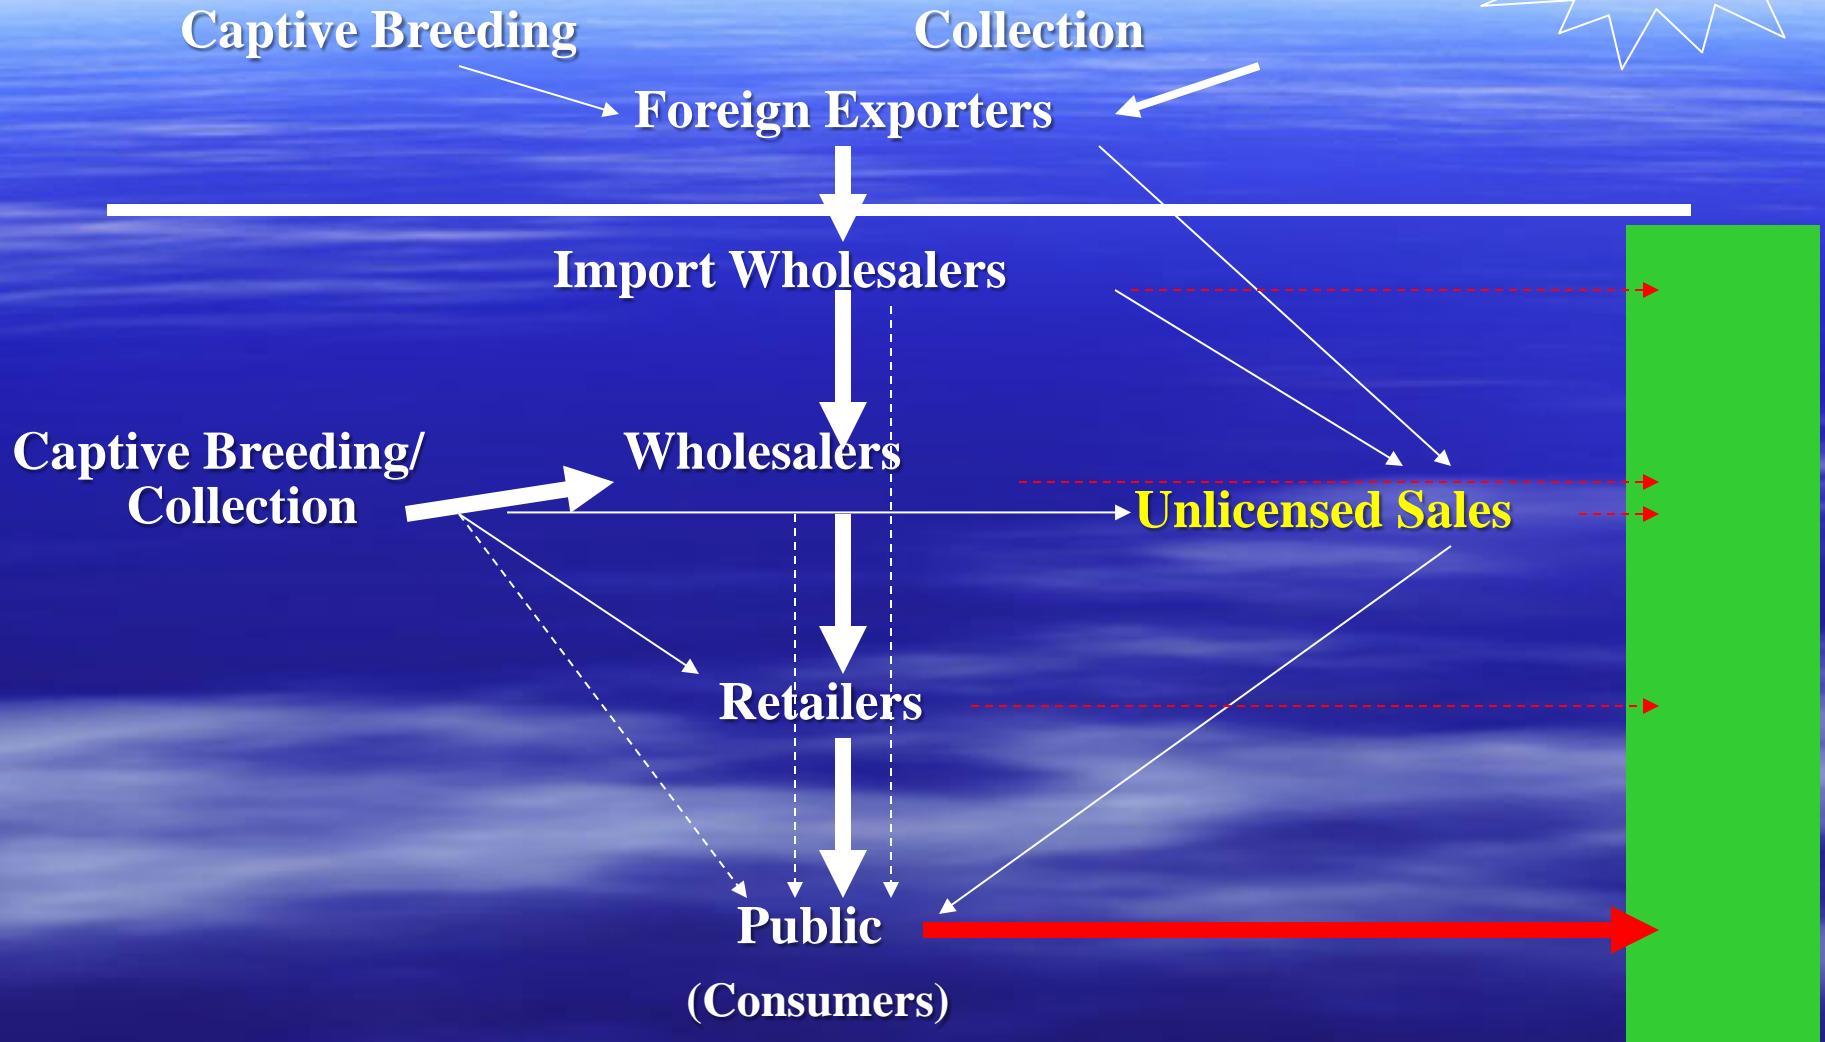 Captive Breeding
Collection
Foreign Exporters
Import Wholesalers
Captive Breeding/
Collection
Wholesalers
Unlicensed Sales
Retailers
Public
(Consumers)